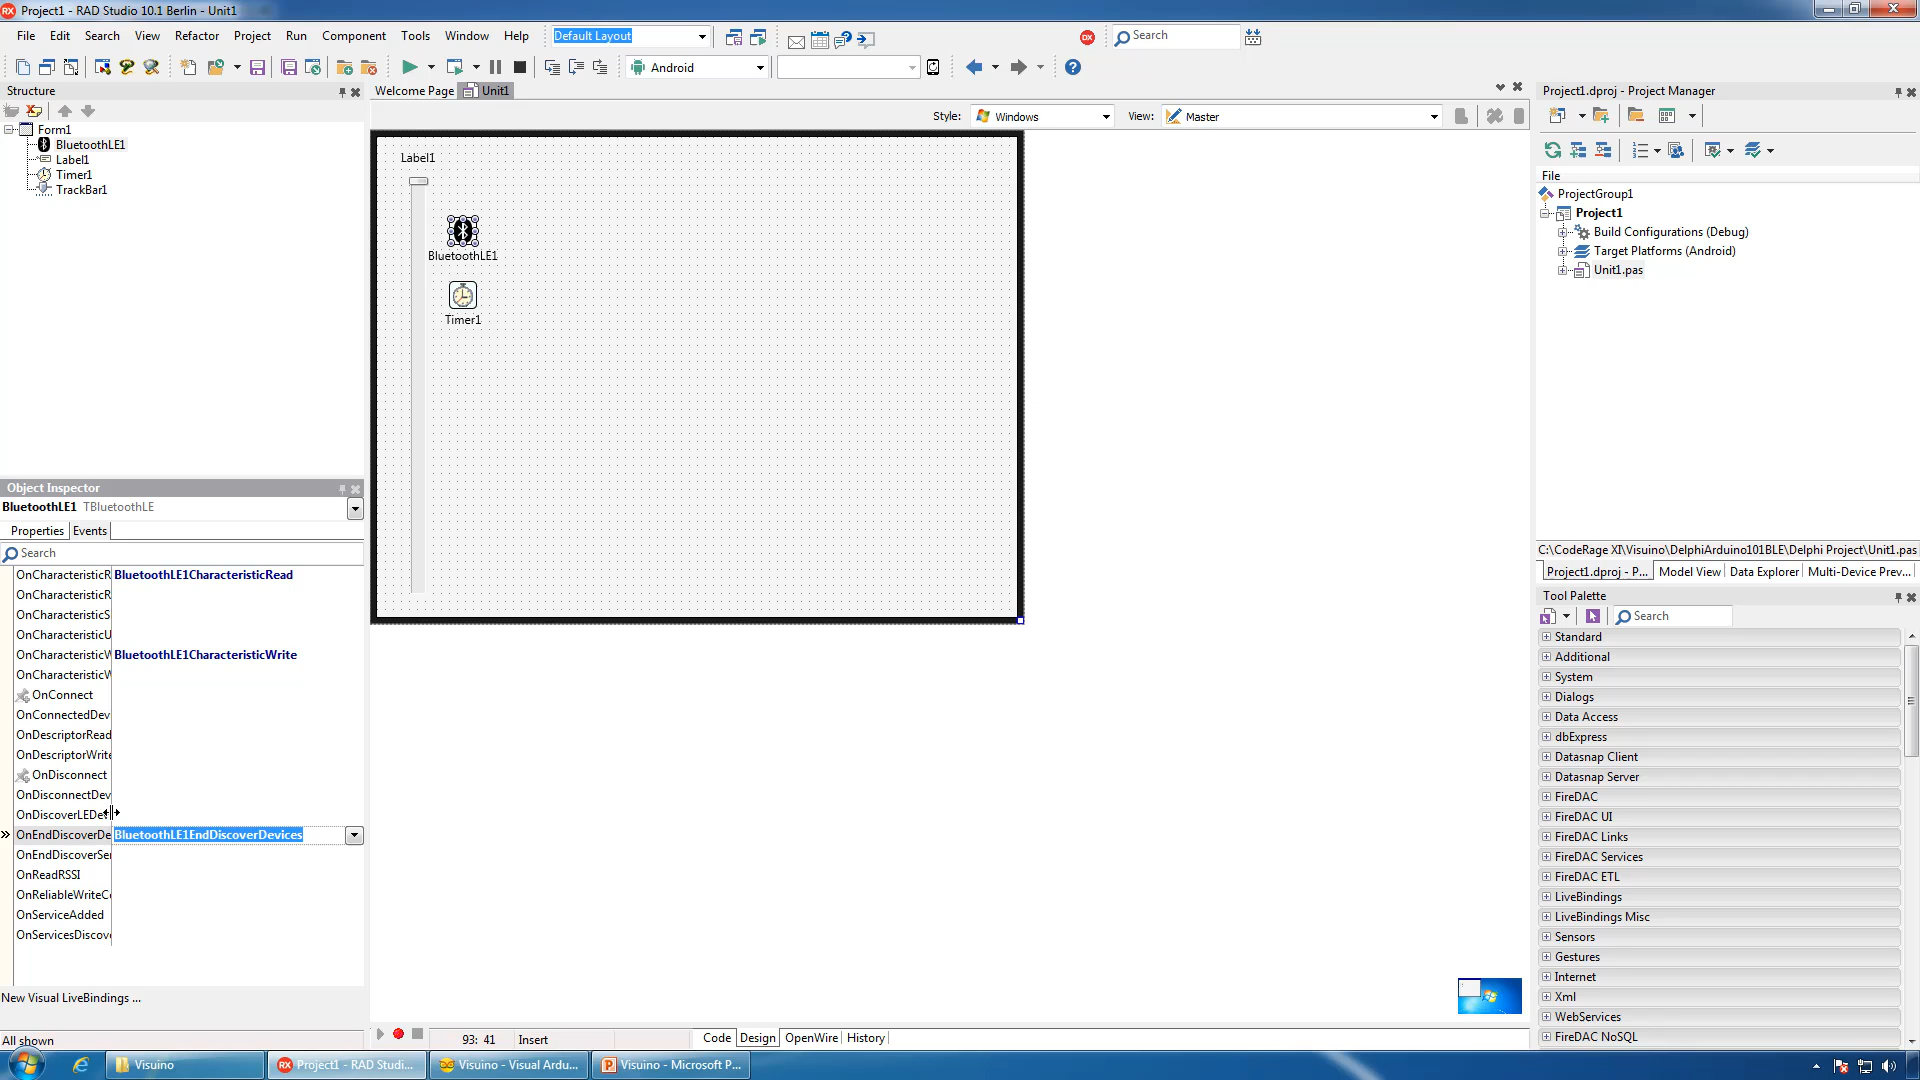 Project1 - RAD Studio 10.1 Berlin - Unit1
File Edit Search View Refactor Project Run Component Tools Window Help Default Layout Search
Android
Structure
Form1
BluetoothLE1
Label1
Timer1
TrackBar1
Object Inspector
BluetoothLE1 TBluetoothLE
Properties Events
Search
OnCharacteristicR BluetoothLE1CharacteristicRead
OnCharacteristicR
OnCharacteristicS
OnCharacteristicU
OnCharacteristicW BluetoothLE1CharacteristicWrite
OnCharacteristicW
OnConnect
OnConnectedDev
OnDescriptorRead
OnDescriptorWrite
OnDisconnect
OnDisconnectDev
OnDiscoverLEDe
OnEndDiscoverDe BluetoothLE1EndDiscoverDevices
OnEndDiscoverSer
OnReadRSSI
OnReliableWriteCo
OnServiceAdded
OnServicesDiscove
New Visual LiveBindings ...
All shown
Welcome Page Unit1
Style: Windows View: Master
Label1
BluetoothLE1
Timer1
93: 41 Insert Code Design OpenWire History
Project1.dproj - Project Manager
File
ProjectGroup1
Project1
Build Configurations (Debug)
Target Platforms (Android)
Unit1.pas
C:\CodeRage XI\Visuino\DelphiArduino101BLE\Delphi Project\Unit1.pas
Project1.dproj - P... Model View Data Explorer Multi-Device Prev...
Tool Palette
Search
Standard
Additional
System
Dialogs
Data Access
dbExpress
Datasnap Client
Datasnap Server
FireDAC
FireDAC UI
FireDAC Links
FireDAC Services
FireDAC ETL
LiveBindings
LiveBindings Misc
Sensors
Gestures
Internet
Xml
WebServices
FireDAC NoSQL
Visuino Project1 - RAD Studi... Visuino - Visual Ardu... Visuino - Microsoft P...